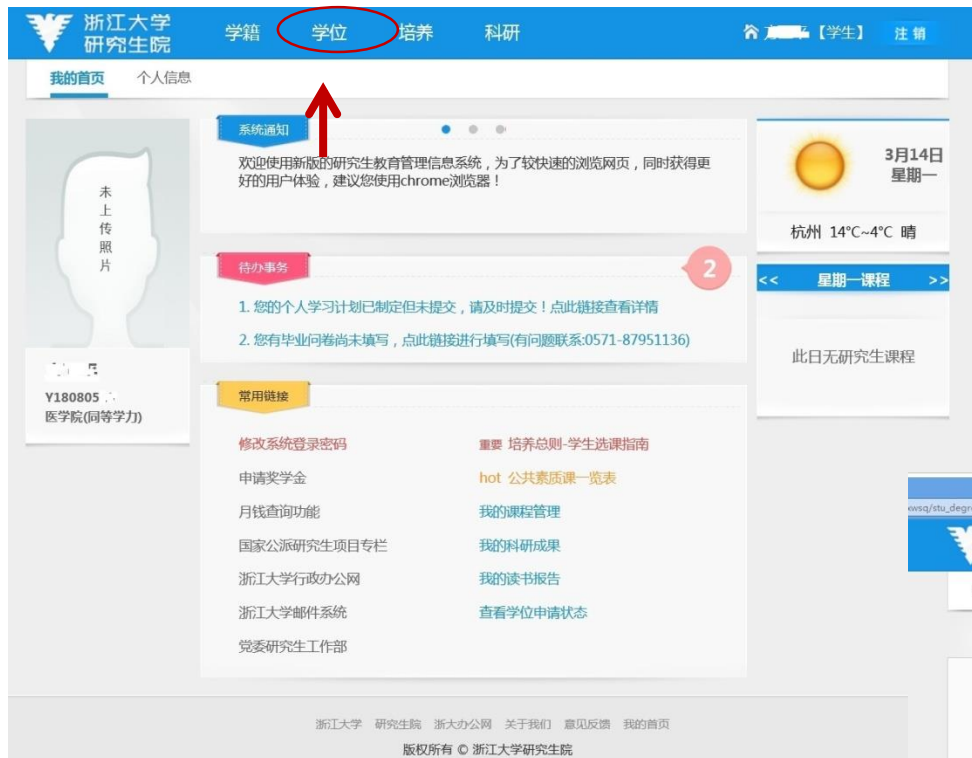 浙江大学
研究生院
学籍 学位 培养 科研
【学生】 注 销
我的首页 个人信息
未上传照片
Y180805
医学院(同等学力)
系统通知
欢迎使用新版的研究生教育管理信息系统，为了较快速的浏览网页，同时获得更
好的用户体验，建议您使用chrome浏览器！
待办事务
2
1. 您的个人学习计划已制定但未提交，请及时提交！点此链接查看详情
2. 您有毕业问卷尚未填写，点此链接进行填写(有问题联系:0571-87951136)
常用链接
修改系统登录密码 重要 培养总则-学生选课指南
申请奖学金 hot 公共素质课一览表
月钱查询功能 我的课程管理
国家公派研究生项目专栏 我的科研成果
浙江大学行政办公网 我的读书报告
浙江大学邮件系统 查看学位申请状态
党委研究生工作部
3月14日
星期一
杭州 14℃~4℃ 晴
<< 星期一课程 >>
此日无研究生课程
wsq/stu_degr
浙江大学 研究生院 浙大办公网 关于我们 意见反馈 我的首页
版权所有 © 浙江大学研究生院